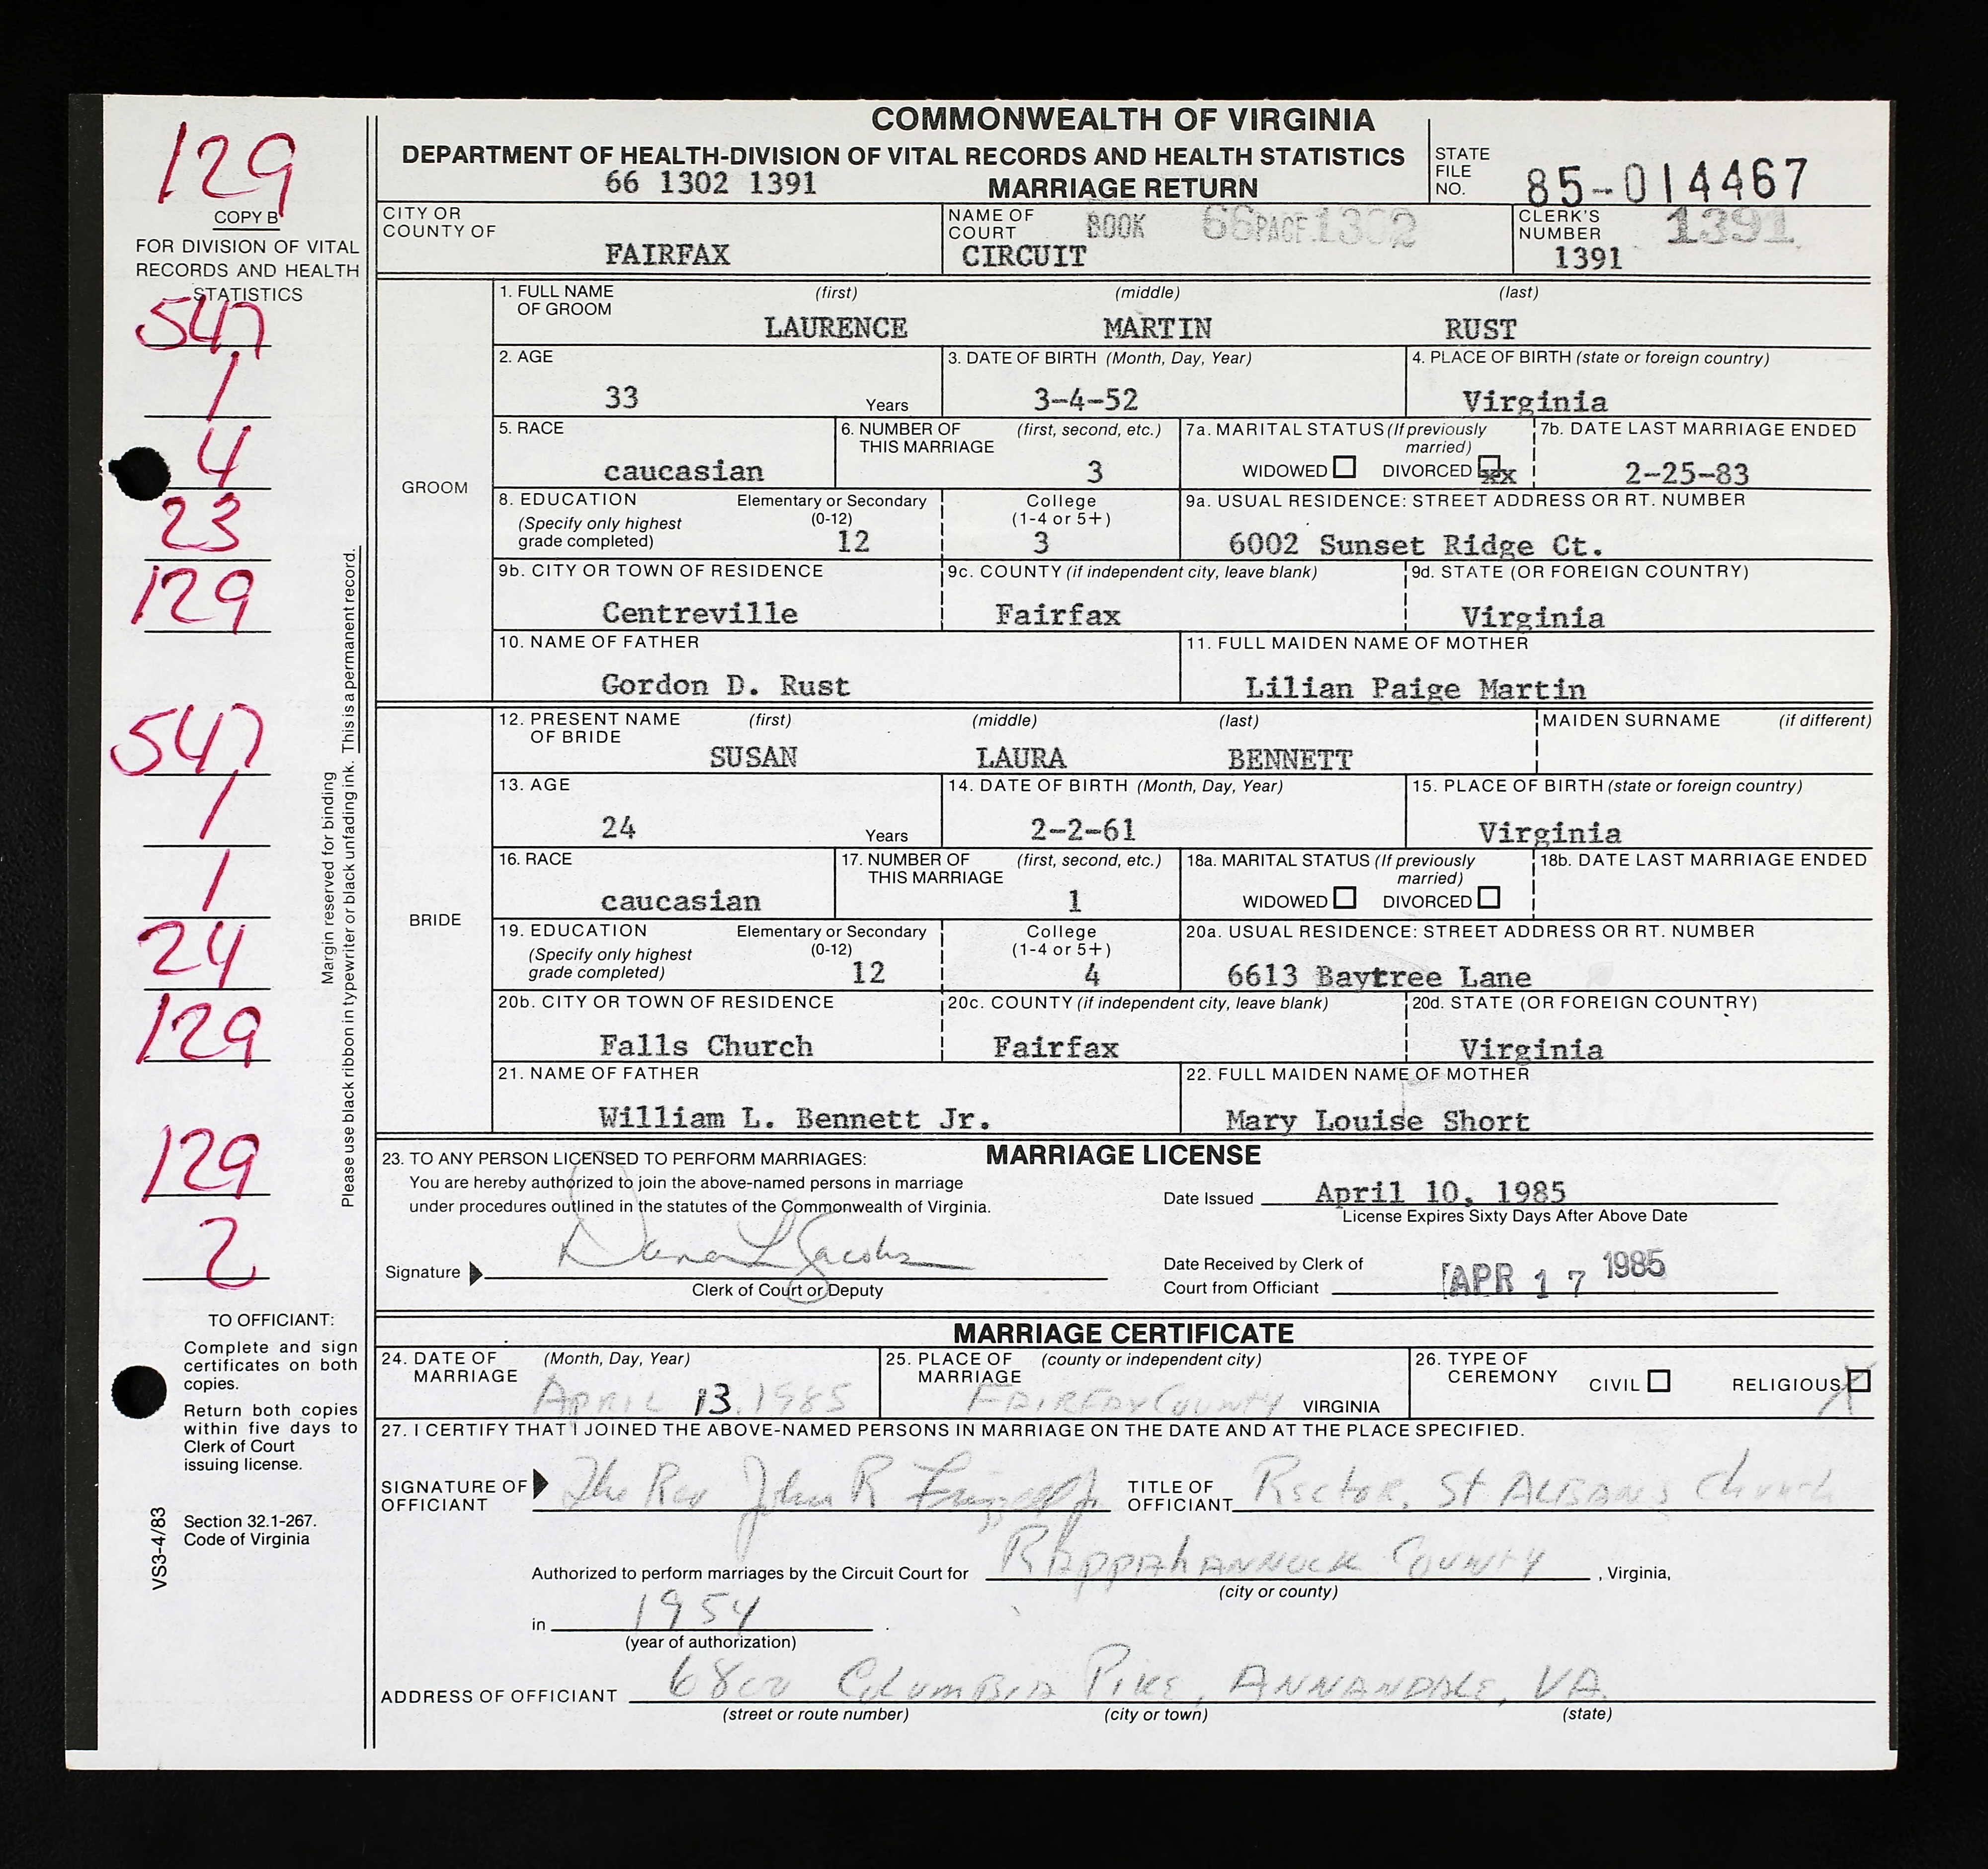 COMMONWEALTH OF VIRGINIA
DEPARTMENT OF HEALTH-DIVISION OF VITAL RECORDS AND HEALTH STATISTICS
66 1302 1391 MARRIAGE RETURN
STATE FILE NO. 85-014467
129
COPY B
FOR DIVISION OF VITAL
RECORDS AND HEALTH
STATISTICS
547
1
4
23
129
547
1
1
24
129
129
2
Margin reserved for binding
Please use black ribbon in typewriter or black unfading ink. This is a permanent record.
TO OFFICIANT:
Complete and sign
certificates on both
copies.
Return both copies
within five days to
Clerk of Court
issuing license.
Section 32.1-267.
Code of Virginia
VS3-4/83
CITY OR COUNTY OF FAIRFAX
NAME OF COURT CIRCUIT BOOK 66 PAGE 1302
CLERK'S NUMBER 1391 1391
GROOM
1. FULL NAME OF GROOM (first) (middle) (last)
LAURENCE MARTIN RUST
2. AGE 33 Years
3. DATE OF BIRTH (Month, Day, Year) 3-4-52
4. PLACE OF BIRTH (state or foreign country) Virginia
5. RACE caucasian
6. NUMBER OF THIS MARRIAGE (first, second, etc.) 3
7a. MARITAL STATUS (If previously married) WIDOWED DIVORCED
7b. DATE LAST MARRIAGE ENDED 2-25-83
8. EDUCATION (Specify only highest grade completed) Elementary or Secondary (0-12) 12 College (1-4 or 5+) 3
9a. USUAL RESIDENCE: STREET ADDRESS OR RT. NUMBER 6002 Sunset Ridge Ct.
9b. CITY OR TOWN OF RESIDENCE Centreville
9c. COUNTY (if independent city, leave blank) Fairfax
9d. STATE (OR FOREIGN COUNTRY) Virginia
10. NAME OF FATHER Gordon D. Rust
11. FULL MAIDEN NAME OF MOTHER Lilian Paige Martin
BRIDE
12. PRESENT NAME OF BRIDE (first) (middle) (last) MAIDEN SURNAME (if different)
SUSAN LAURA BENNETT
13. AGE 24 Years
14. DATE OF BIRTH (Month, Day, Year) 2-2-61
15. PLACE OF BIRTH (state or foreign country) Virginia
16. RACE caucasian
17. NUMBER OF THIS MARRIAGE (first, second, etc.) 1
18a. MARITAL STATUS (If previously married) WIDOWED DIVORCED
18b. DATE LAST MARRIAGE ENDED
19. EDUCATION (Specify only highest grade completed) Elementary or Secondary (0-12) 12 College (1-4 or 5+) 4
20a. USUAL RESIDENCE: STREET ADDRESS OR RT. NUMBER 6613 Baytree Lane
20b. CITY OR TOWN OF RESIDENCE Falls Church
20c. COUNTY (if independent city, leave blank) Fairfax
20d. STATE (OR FOREIGN COUNTRY) Virginia
21. NAME OF FATHER William L. Bennett Jr.
22. FULL MAIDEN NAME OF MOTHER Mary Louise Short
MARRIAGE LICENSE
23. TO ANY PERSON LICENSED TO PERFORM MARRIAGES:
You are hereby authorized to join the above-named persons in marriage
under procedures outlined in the statutes of the Commonwealth of Virginia.
Date Issued April 10, 1985
License Expires Sixty Days After Above Date
Signature Dana L Jacobs
Clerk of Court or Deputy
Date Received by Clerk of
Court from Officiant APR 17 1985
MARRIAGE CERTIFICATE
24. DATE OF MARRIAGE (Month, Day, Year) APRIL 13. 1985
25. PLACE OF MARRIAGE (county or independent city) FAIRFAX COUNTY VIRGINIA
26. TYPE OF CEREMONY CIVIL RELIGIOUS X
27. I CERTIFY THAT I JOINED THE ABOVE-NAMED PERSONS IN MARRIAGE ON THE DATE AND AT THE PLACE SPECIFIED.
SIGNATURE OF OFFICIANT The Rev John R
TITLE OF OFFICIANT Rector, St ALBANS Church
Authorized to perform marriages by the Circuit Court for RAPPAHANNOCK COUNTY, Virginia,
(city or county)
in 1954.
(year of authorization)
ADDRESS OF OFFICIANT 6800 COLUMBIA PIKE, ANNANDALE, VA
(street or route number) (city or town) (state)